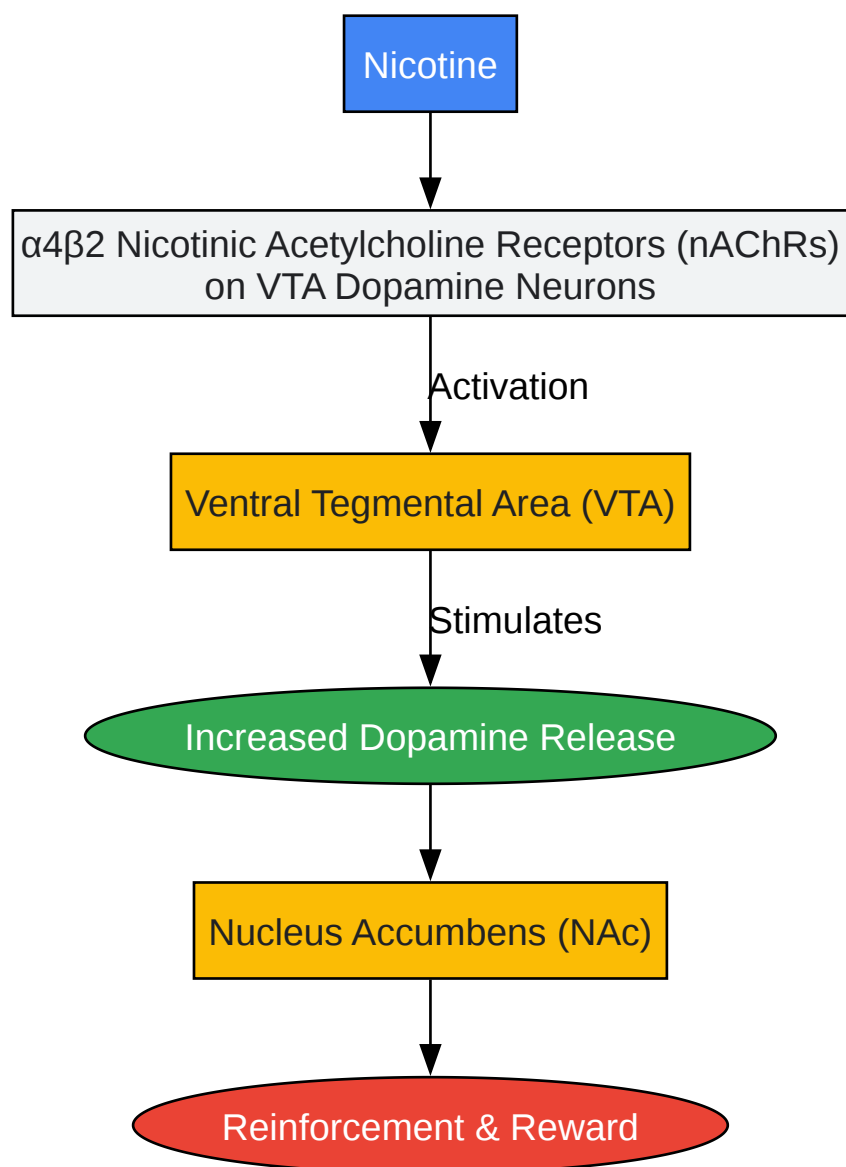 Nicotine
α4β2 Nicotinic Acetylcholine Receptors (nAChRs)
on VTA Dopamine Neurons
Activation
Ventral Tegmental Area (VTA)
Stimulates
Increased Dopamine Release
Nucleus Accumbens (NAc)
Reinforcement & Reward